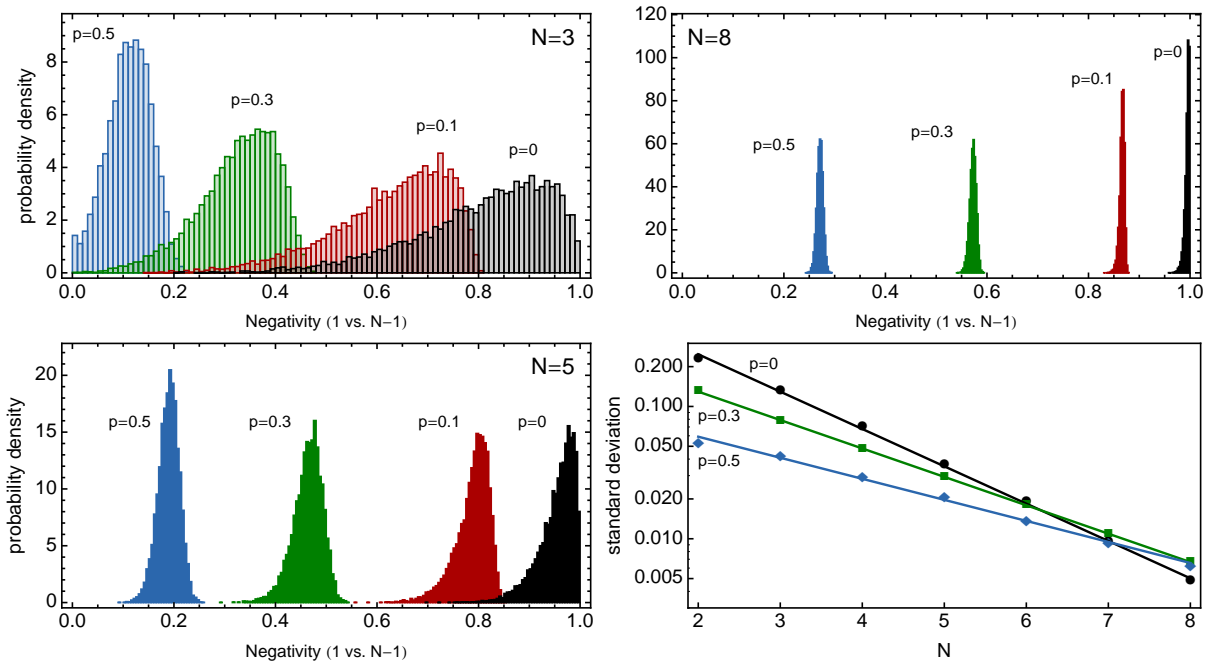 p=0.5
N=3
p=0.3
p=0.1
p=0
probability density
0
2
4
6
8
0.0
0.2
0.4
0.6
0.8
1.0
Negativity (1 vs. N−1)
N=8
p=0
p=0.1
p=0.5
p=0.3
0
20
40
60
80
100
120
0.0
0.2
0.4
0.6
0.8
1.0
Negativity (1 vs. N−1)
N=5
p=0.5
p=0.3
p=0.1
p=0
probability density
0
5
10
15
20
0.0
0.2
0.4
0.6
0.8
1.0
Negativity (1 vs. N−1)
p=0
p=0.3
p=0.5
standard deviation
0.200
0.100
0.050
0.020
0.010
0.005
2
3
4
5
6
7
8
N